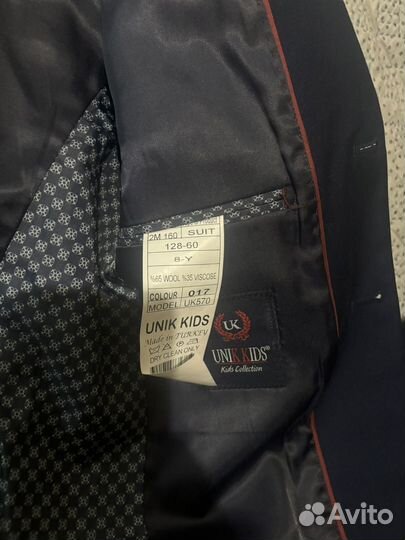 2M 160 SUIT
128-60
8-Y
%65 WOOL %35 VISCOSE
COLOUR 017
MODEL UK570
UNIK KIDS
Made in TURKEY
DRY CLEAN ONLY
UK
UNIK KIDS®
Kids Collection
Avito